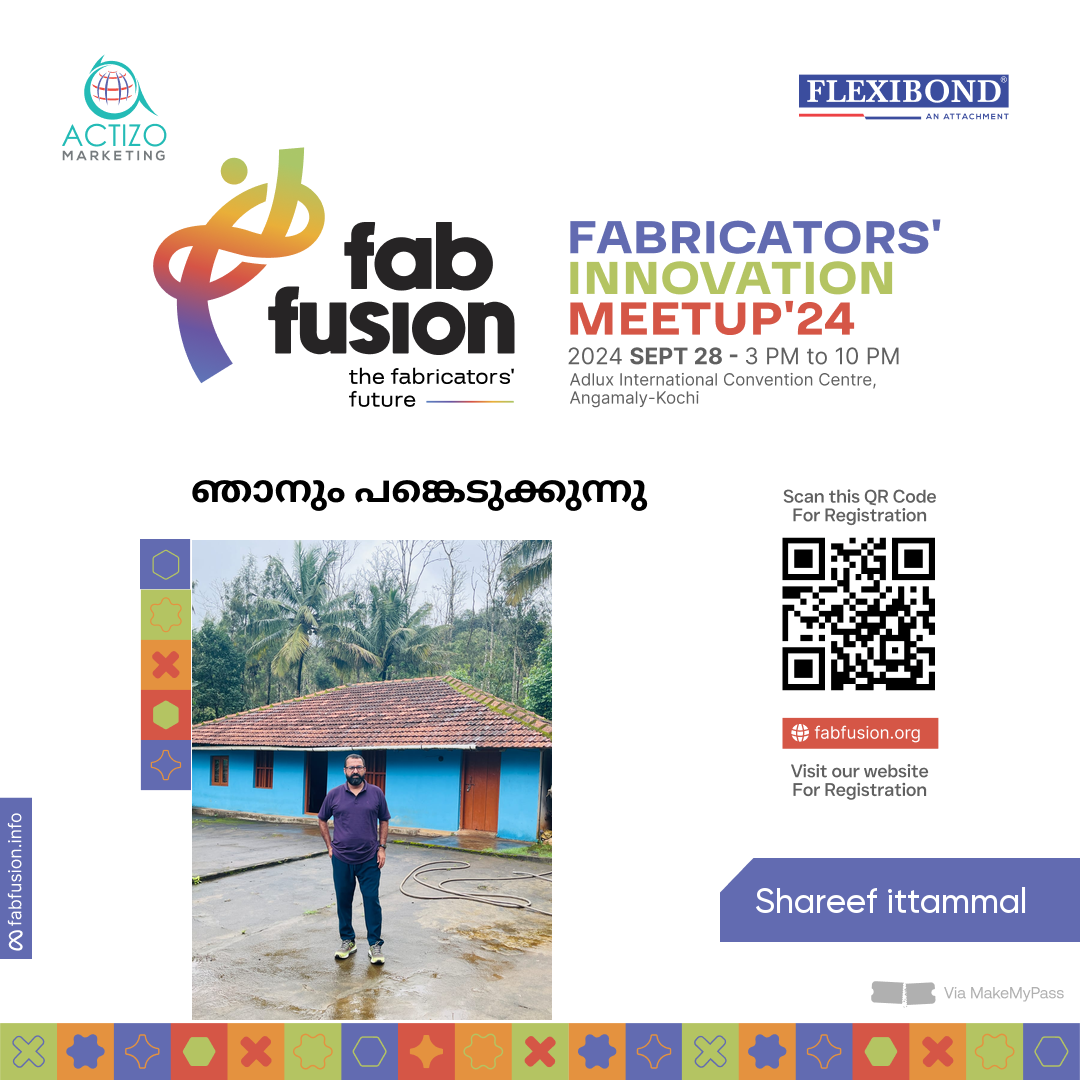 ACTIZO
MARKETING
FLEXIBOND®
AN ATTACHMENT
fab
fusion
the fabricators'
future
FABRICATORS'
INNOVATION
MEETUP'24
2024 SEPT 28 - 3 PM to 10 PM
Adlux International Convention Centre,
Angamaly-Kochi
ഞാനും പങ്കെടുക്കുന്നു
Scan this QR Code
For Registration
fabfusion.org
Visit our website
For Registration
fabfusion.info
Shareef ittammal
Via MakeMyPass